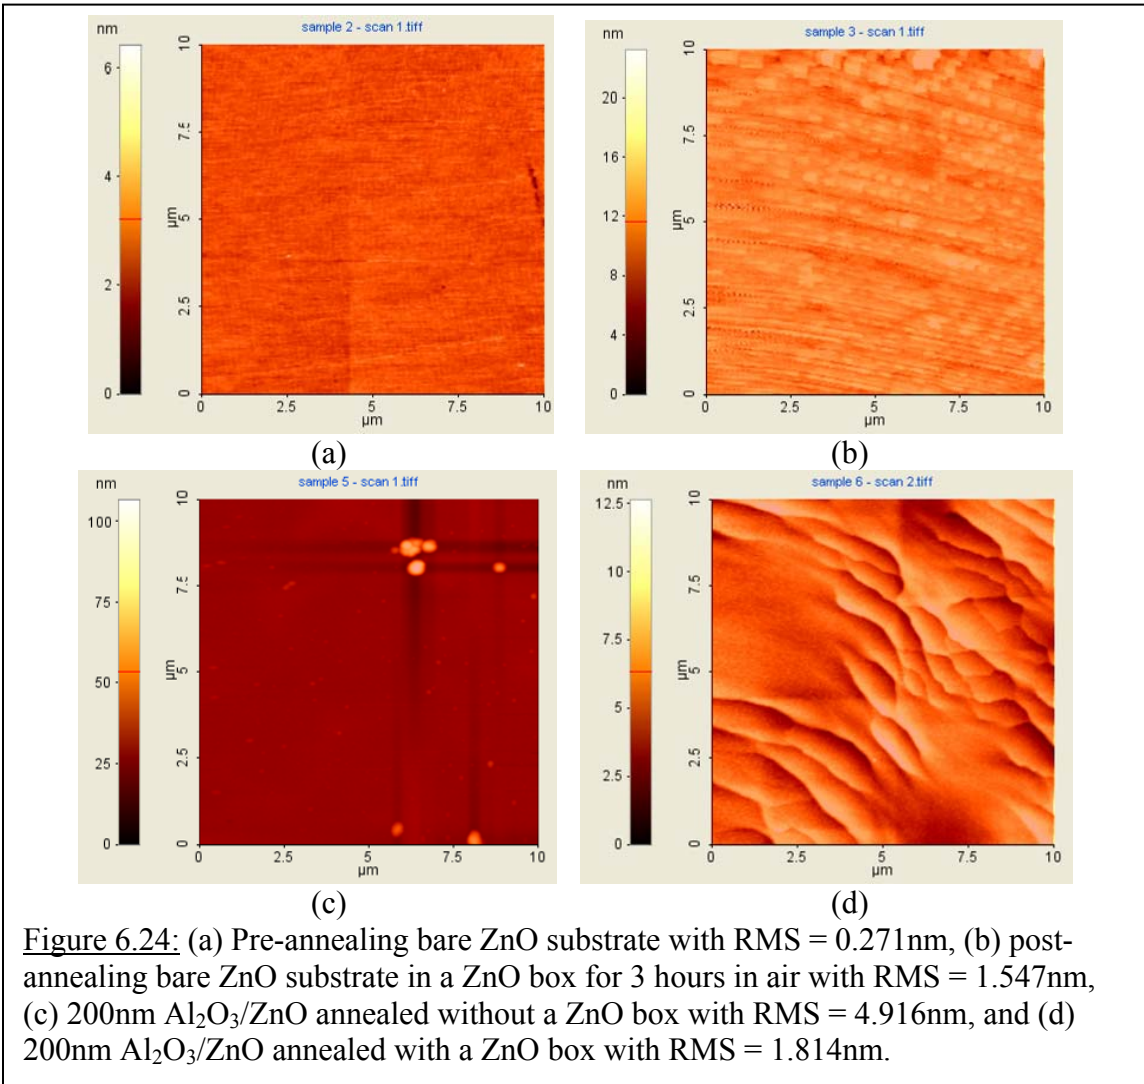 nm
sample 2 - scan 1.tiff
6
4
2
0
10
7.5
5
2.5
0
µm
0 2.5 5 7.5 10
µm
(a)
nm
sample 3 - scan 1.tiff
20
16
12
8
4
0
10
7.5
5
2.5
0
µm
0 2.5 5 7.5 10
µm
(b)
nm
sample 5 - scan 1.tiff
100
75
50
25
0
10
7.5
5
2.5
0
µm
0 2.5 5 7.5 10
µm
(c)
nm
sample 6 - scan 2.tiff
12.5
10
7.5
5
2.5
0
10
7.5
5
2.5
0
µm
0 2.5 5 7.5 10
µm
(d)
Figure 6.24: (a) Pre-annealing bare ZnO substrate with RMS = 0.271nm, (b) post-
annealing bare ZnO substrate in a ZnO box for 3 hours in air with RMS = 1.547nm,
(c) 200nm Al₂O₃/ZnO annealed without a ZnO box with RMS = 4.916nm, and (d)
200nm Al₂O₃/ZnO annealed with a ZnO box with RMS = 1.814nm.